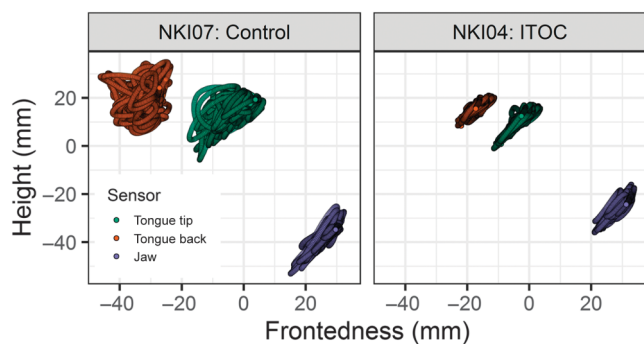 NKI07: Control
NKI04: ITOC
Height (mm)
20
0
−20
−40
Sensor
Tongue tip
Tongue back
Jaw
−40 −20 0 20
−40 −20 0 20
Frontedness (mm)